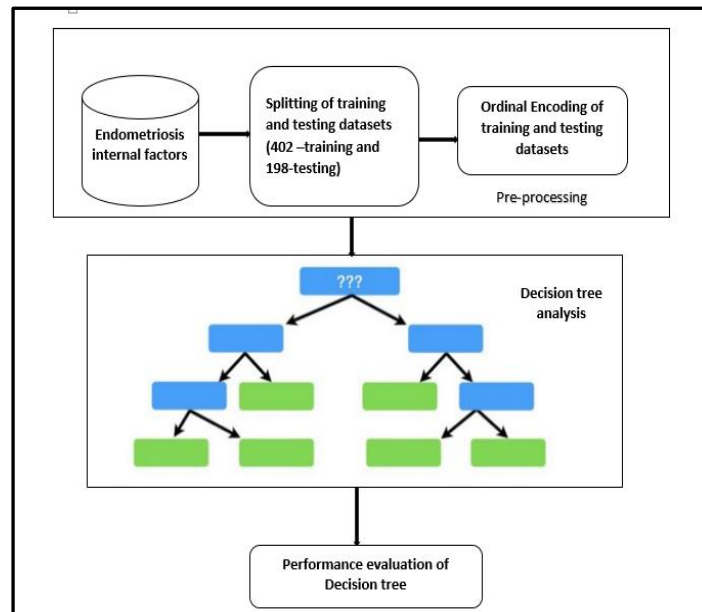 Endometriosis
internal factors
Splitting of training
and testing datasets
(402 –training and
198-testing)
Ordinal Encoding of
training and testing
datasets
Pre-processing
???
Decision tree
analysis
Performance evaluation of
Decision tree